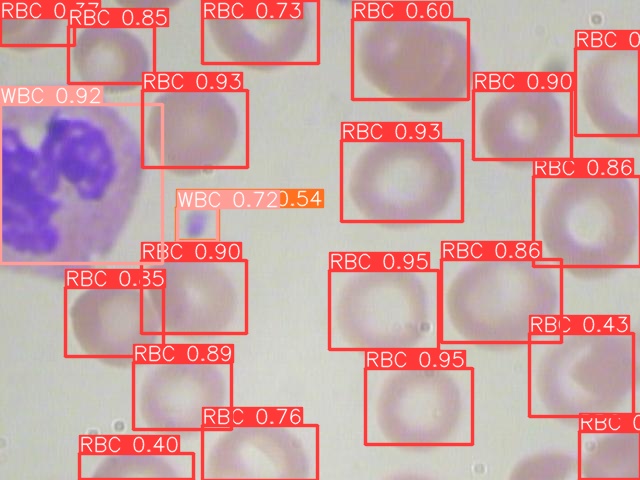 RBC 0.77
RBC 0.85
RBC 0.73
RBC 0.60
RBC 0
RBC 0.93
RBC 0.90
WBC 0.92
RBC 0.93
RBC 0.86
WBC 0.72 0.54
RBC 0.90
RBC 0.86
RBC 0.95
RBC 0.85
RBC 0.43
RBC 0.89
RBC 0.95
RBC 0.76
RBC
RBC 0.40